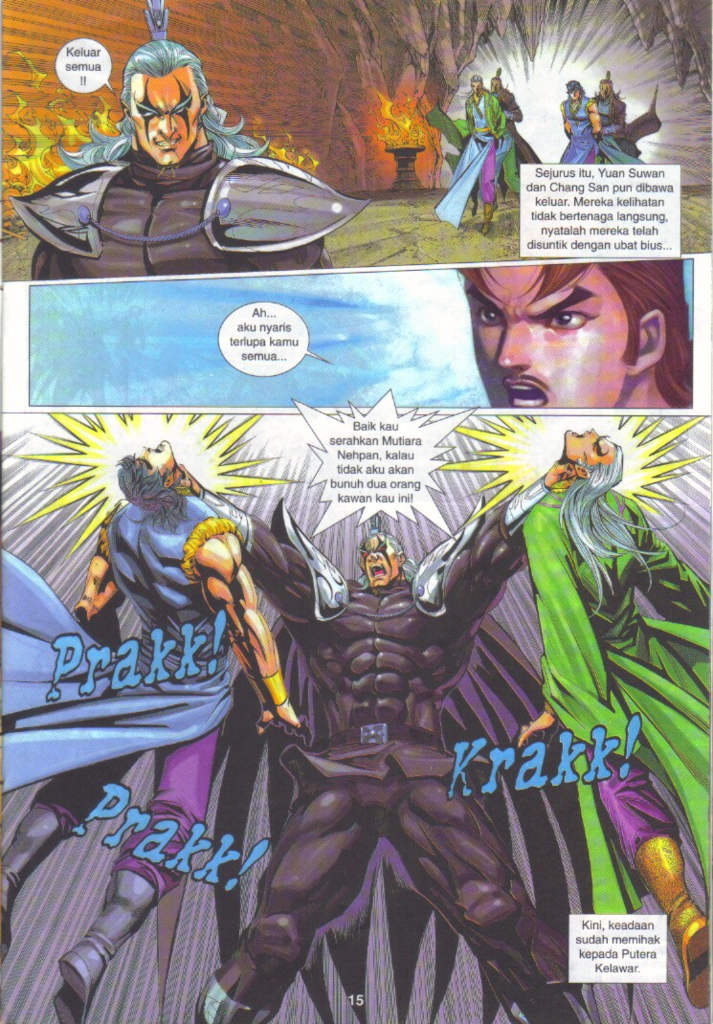 Keluar
semua
!!
Sejurus itu, Yuan Suwan
dan Chang San pun dibawa
keluar. Mereka kelihatan
tidak bertenaga langsung,
nyatalah mereka telah
disuntik dengan ubat bius...
Ah...
aku nyaris
terlupa kamu
semua...
Baik kau
serahkan Mutiara
Nehpan, kalau
tidak aku akan
bunuh dua orang
kawan kau ini!
Prakk!
Krakk!
Prakk!
Kini, keadaan
sudah memihak
kepada Putera
Kelawar.
15